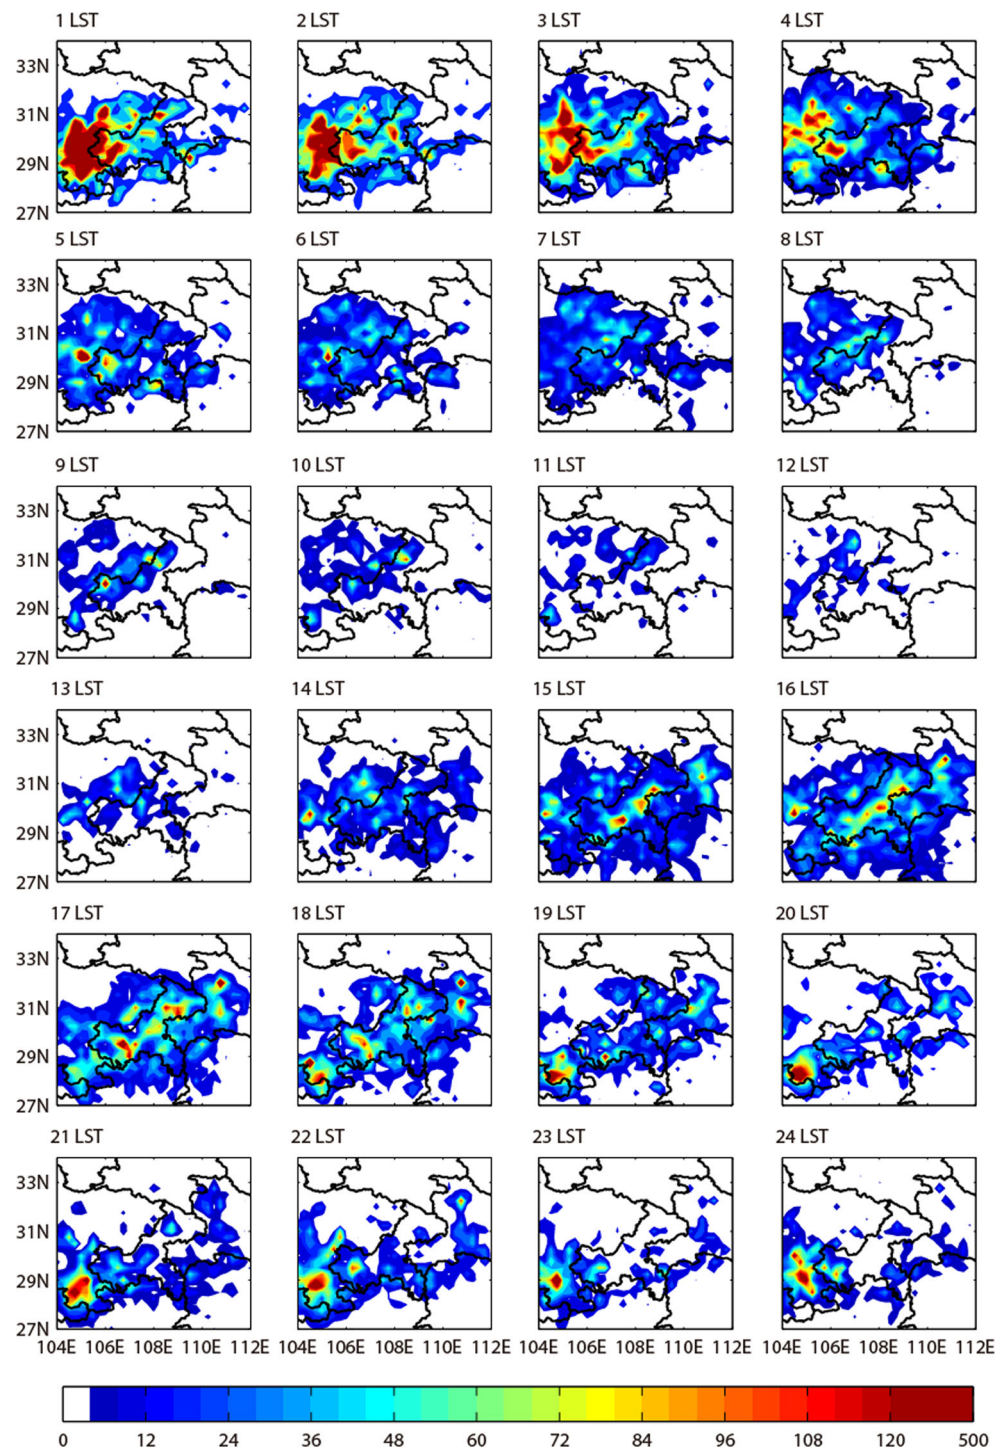 1 LST 2 LST 3 LST 4 LST
33N
31N
29N
27N
5 LST 6 LST 7 LST 8 LST
33N
31N
29N
27N
9 LST 10 LST 11 LST 12 LST
33N
31N
29N
27N
13 LST 14 LST 15 LST 16 LST
33N
31N
29N
27N
17 LST 18 LST 19 LST 20 LST
33N
31N
29N
27N
21 LST 22 LST 23 LST 24 LST
33N
31N
29N
27N
104E 106E 108E 110E 112E 104E 106E 108E 110E 112E 104E 106E 108E 110E 112E 104E 106E 108E 110E 112E
0 12 24 36 48 60 72 84 96 108 120 500